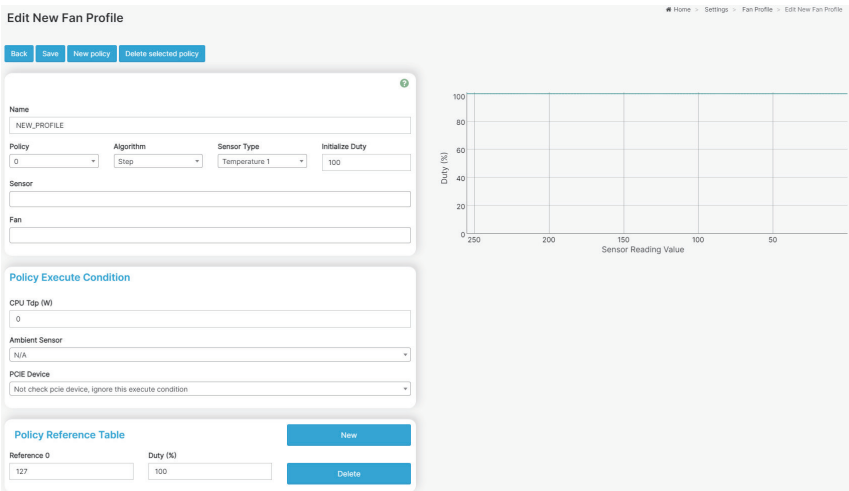 Edit New Fan Profile
Home > Settings > Fan Profile > Edit New Fan Profile
Back Save New policy Delete selected policy
?
Name
NEW_PROFILE
Policy Algorithm Sensor Type Initialize Duty
0 Step Temperature 1 100
Sensor
Fan
Policy Execute Condition
CPU Tdp (W)
0
Ambient Sensor
N/A
PCIE Device
Not check pcie device, ignore this execute condition
Policy Reference Table New
Reference 0 Duty (%)
127 100 Delete
100
80
60
40
20
0
Duty (%)
250 200 150 100 50
Sensor Reading Value